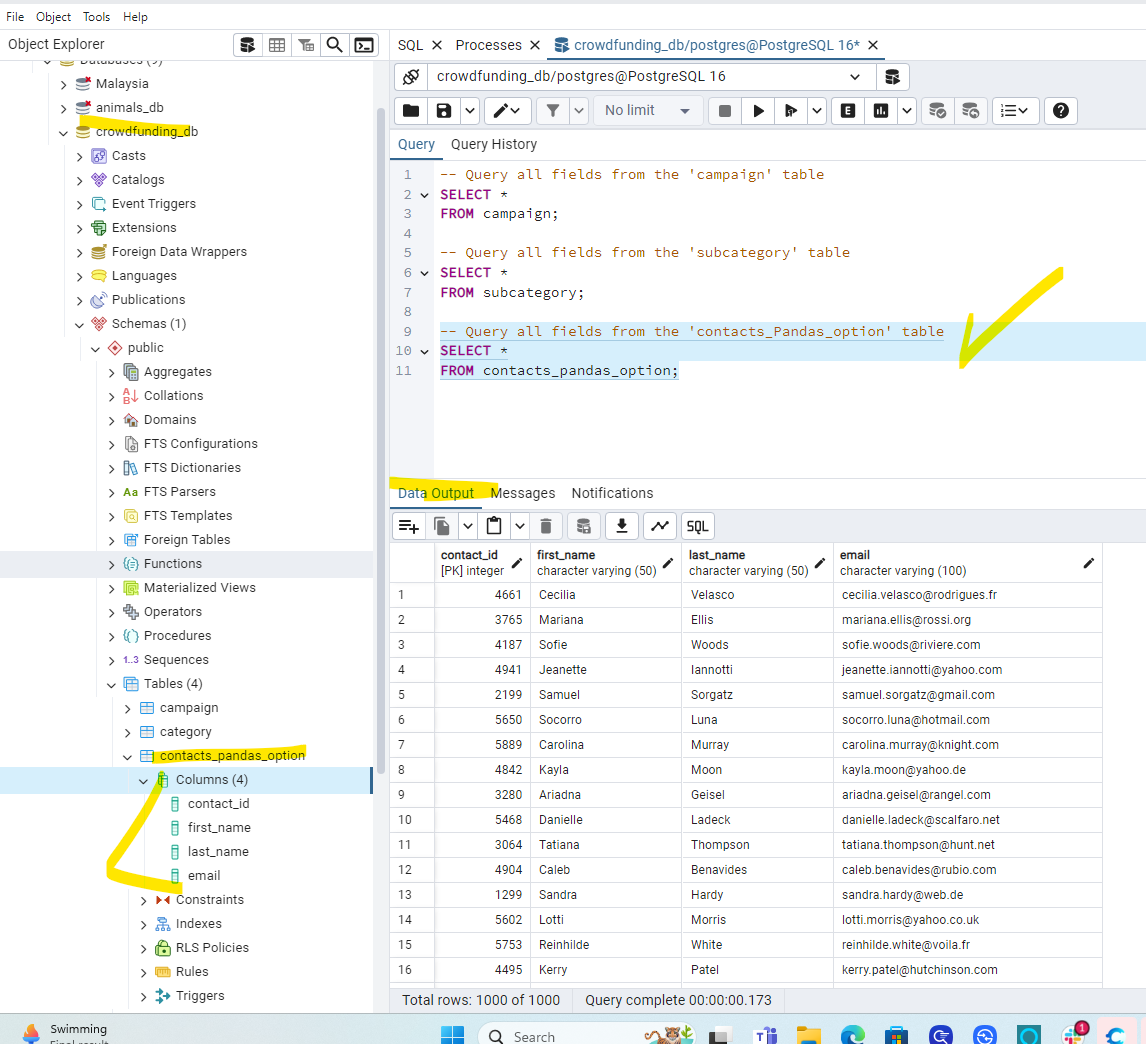 File Object Tools Help
Object Explorer
SQL Processes crowdfunding_db/postgres@PostgreSQL 16*
Databases (9)
Malaysia
animals_db
crowdfunding_db
Casts
Catalogs
Event Triggers
Extensions
Foreign Data Wrappers
Languages
Publications
Schemas (1)
public
Aggregates
Collations
Domains
FTS Configurations
FTS Dictionaries
Aa FTS Parsers
FTS Templates
Foreign Tables
Functions
Materialized Views
Operators
Procedures
1..3 Sequences
Tables (4)
campaign
category
contacts_pandas_option
Columns (4)
contact_id
first_name
last_name
email
Constraints
Indexes
RLS Policies
Rules
Triggers
crowdfunding_db/postgres@PostgreSQL 16
No limit E
Query Query History
1 -- Query all fields from the 'campaign' table
2 SELECT *
3 FROM campaign;
4
5 -- Query all fields from the 'subcategory' table
6 SELECT *
7 FROM subcategory;
8
9 -- Query all fields from the 'contacts_Pandas_option' table
10 SELECT *
11 FROM contacts_pandas_option;
Data Output Messages Notifications
SQL
contact_id first_name last_name email
[PK] integer character varying (50) character varying (50) character varying (100)
1 4661 Cecilia Velasco cecilia.velasco@rodrigues.fr
2 3765 Mariana Ellis mariana.ellis@rossi.org
3 4187 Sofie Woods sofie.woods@riviere.com
4 4941 Jeanette Iannotti jeanette.iannotti@yahoo.com
5 2199 Samuel Sorgatz samuel.sorgatz@gmail.com
6 5650 Socorro Luna socorro.luna@hotmail.com
7 5889 Carolina Murray carolina.murray@knight.com
8 4842 Kayla Moon kayla.moon@yahoo.de
9 3280 Ariadna Geisel ariadna.geisel@rangel.com
10 5468 Danielle Ladeck danielle.ladeck@scalfaro.net
11 3064 Tatiana Thompson tatiana.thompson@hunt.net
12 4904 Caleb Benavides caleb.benavides@rubio.com
13 1299 Sandra Hardy sandra.hardy@web.de
14 5602 Lotti Morris lotti.morris@yahoo.co.uk
15 5753 Reinhilde White reinhilde.white@voila.fr
16 4495 Kerry Patel kerry.patel@hutchinson.com
Total rows: 1000 of 1000 Query complete 00:00:00.173
Swimming
Final result
Search
1